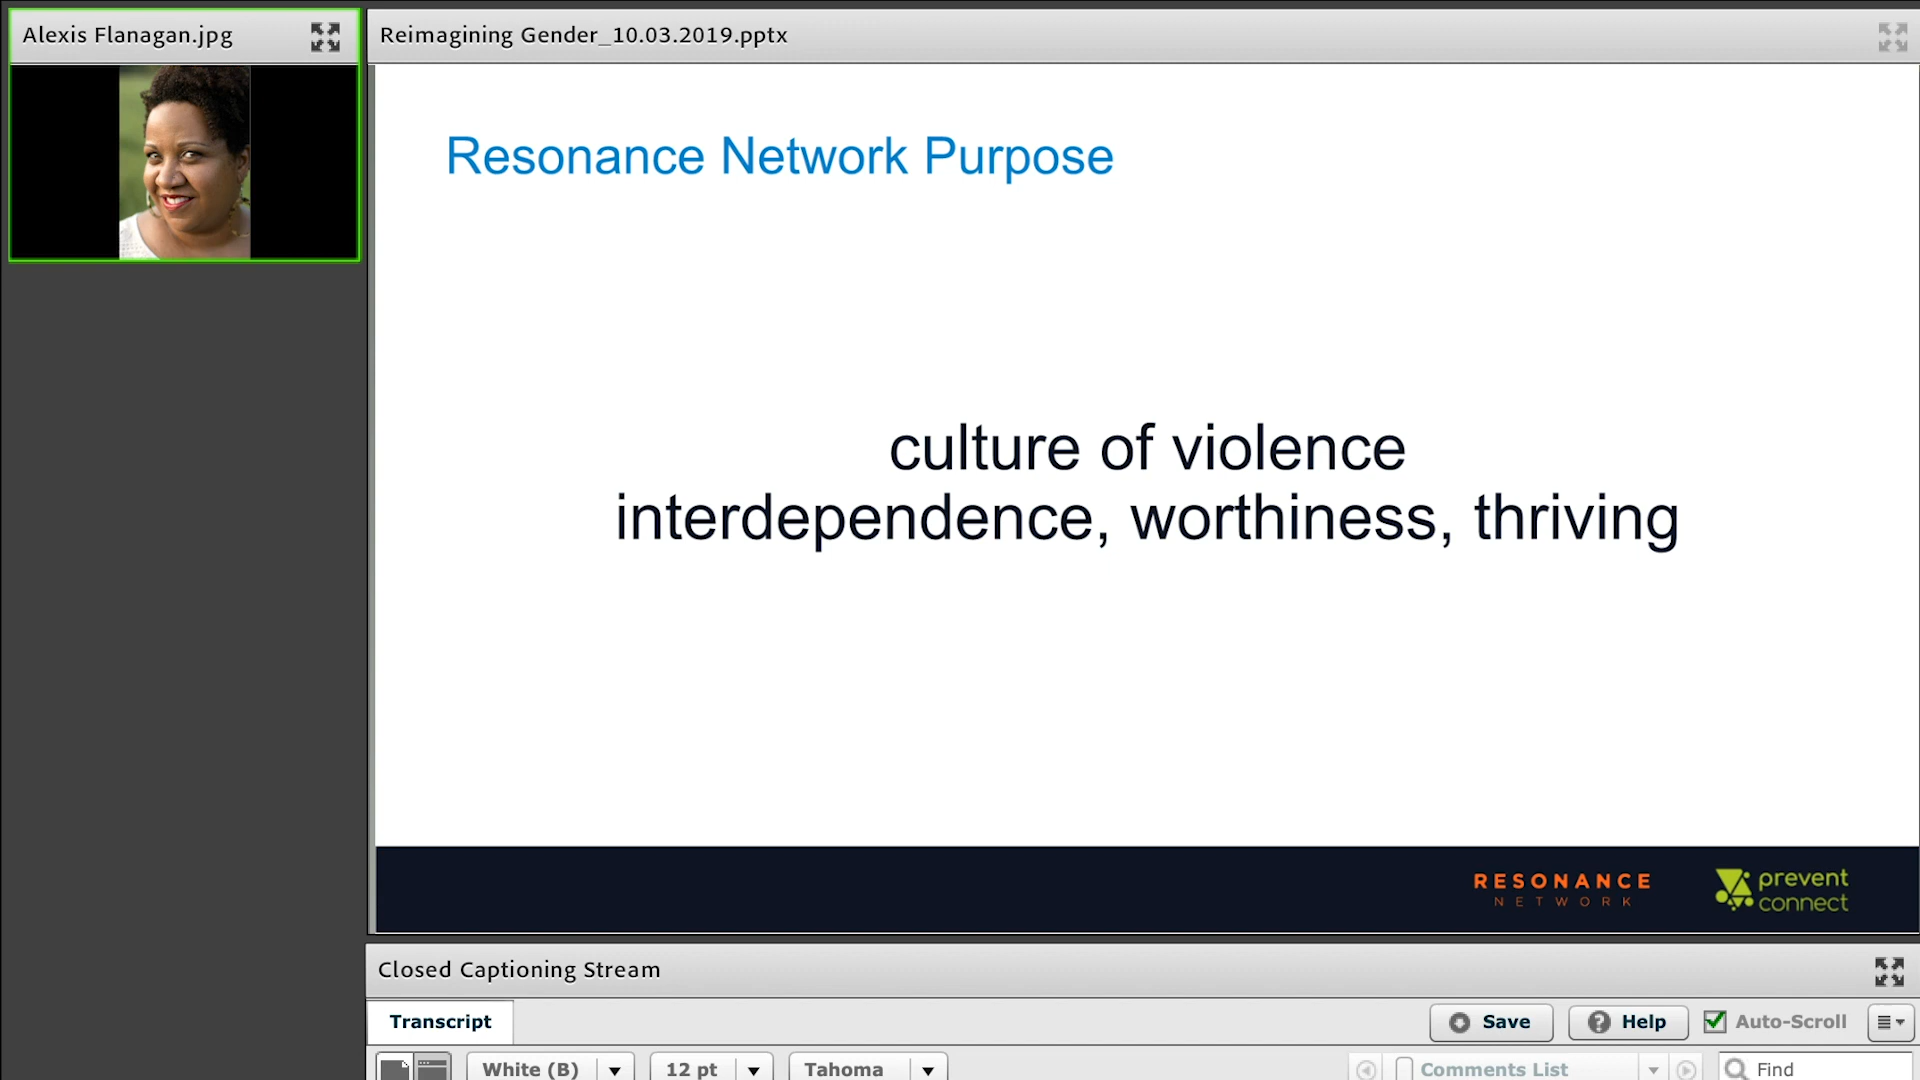 Alexis Flanagan.jpg
Reimagining Gender_10.03.2019.pptx
Resonance Network Purpose
culture of violence
interdependence, worthiness, thriving
RESONANCE
NETWORK
prevent
connect
Closed Captioning Stream
Transcript
Save
Help
Auto-Scroll
White (B)
12 pt
Tahoma
Comments List
Find